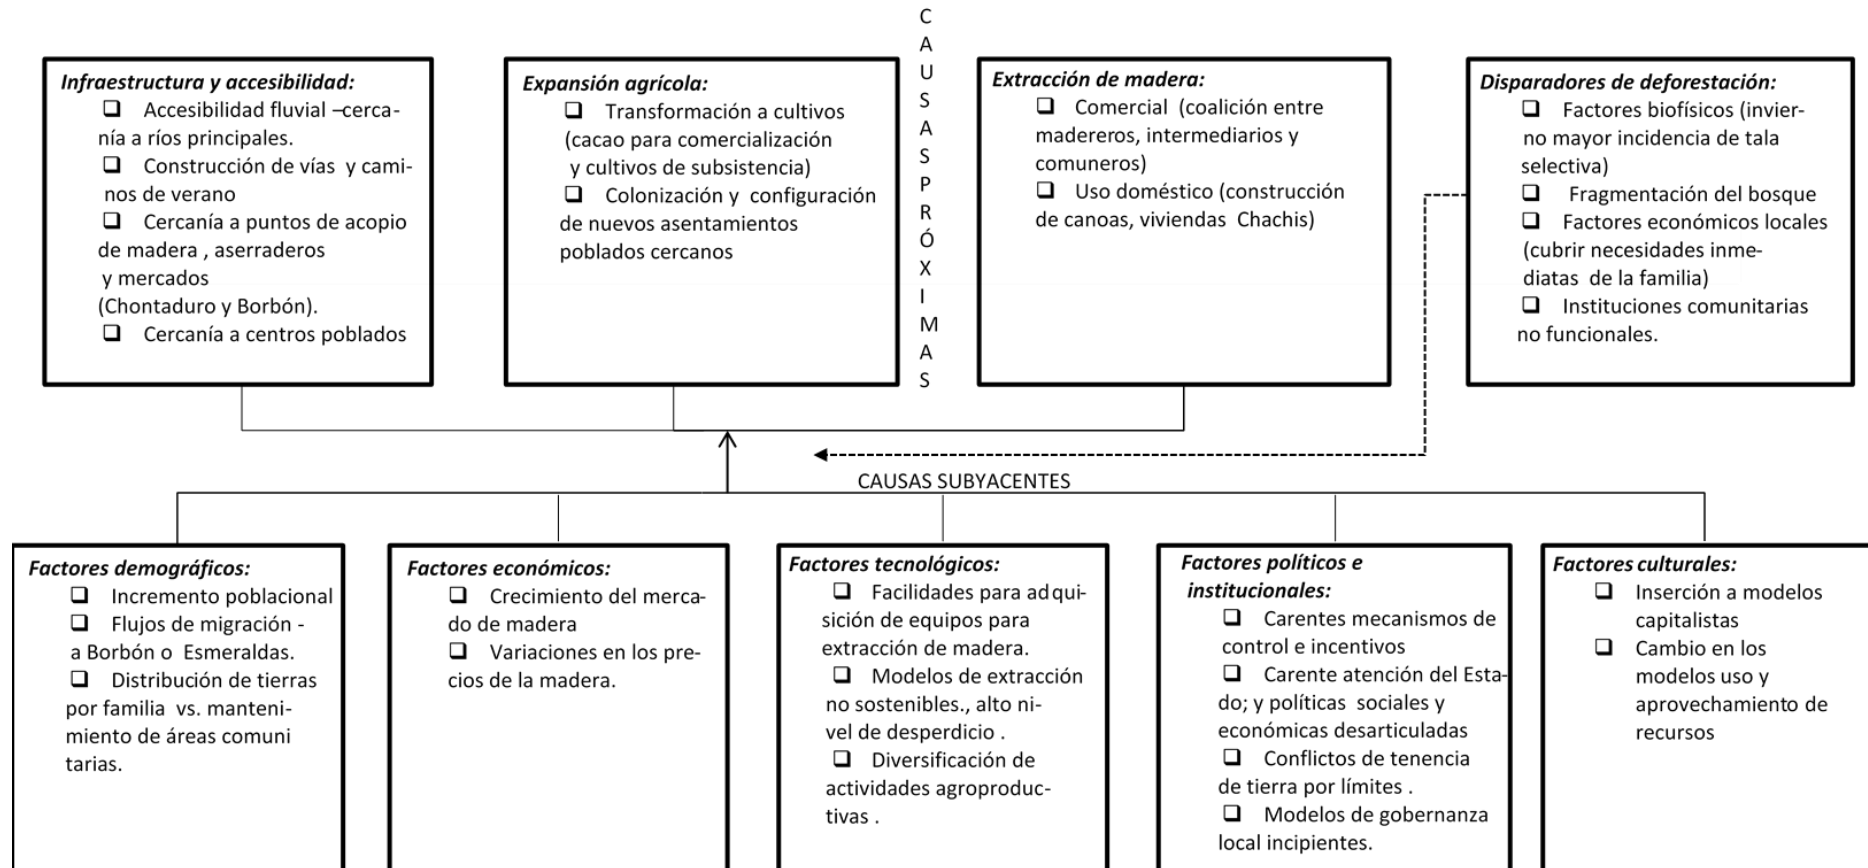 Infraestructura y accesibilidad:
❑ Accesibilidad fluvial –cerca-
nía a ríos principales.
❑ Construcción de vías y cami-
nos de verano
❑ Cercanía a puntos de acopio
de madera , aserraderos
y mercados
(Chontaduro y Borbón).
❑ Cercanía a centros poblados
Expansión agrícola:
❑ Transformación a cultivos
(cacao para comercialización
y cultivos de subsistencia)
❑ Colonización y configuración
de nuevos asentamientos
poblados cercanos
C
A
U
S
A
S
P
R
Ó
X
I
M
A
S
Extracción de madera:
❑ Comercial (coalición entre
madereros, intermediarios y
comuneros)
❑ Uso doméstico (construcción
de canoas, viviendas Chachis)
Disparadores de deforestación:
❑ Factores biofísicos (invier-
no mayor incidencia de tala
selectiva)
❑ Fragmentación del bosque
❑ Factores económicos locales
(cubrir necesidades inme-
diatas de la familia)
❑ Instituciones comunitarias
no funcionales.
CAUSAS SUBYACENTES
Factores demográficos:
❑ Incremento poblacional
❑ Flujos de migración -
a Borbón o Esmeraldas.
❑ Distribución de tierras
por familia vs. manteni-
miento de áreas comuni
tarias.
Factores económicos:
❑ Crecimiento del merca-
do de madera
❑ Variaciones en los pre-
cios de la madera.
Factores tecnológicos:
❑ Facilidades para adqui-
sición de equipos para
extracción de madera.
❑ Modelos de extracción
no sostenibles., alto ni-
vel de desperdicio .
❑ Diversificación de
actividades agroproduc-
tivas .
Factores políticos e
institucionales:
❑ Carentes mecanismos de
control e incentivos
❑ Carente atención del Esta-
do; y políticas sociales y
económicas desarticuladas
❑ Conflictos de tenencia
de tierra por límites .
❑ Modelos de gobernanza
local incipientes.
Factores culturales:
❑ Inserción a modelos
capitalistas
❑ Cambio en los
modelos uso y
aprovechamiento de
recursos